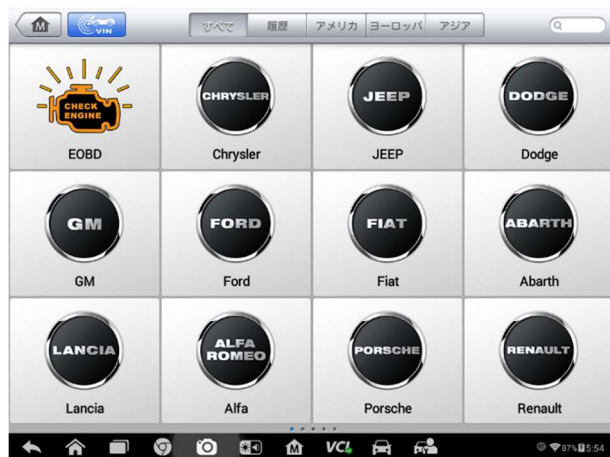 M
VIN
すべて 履歴 アメリカ ヨーロッパ アジア
CHECK ENGINE
EOBD
CHRYSLER
Chrysler
JEEP
JEEP
DODGE
Dodge
GM
GM
FORD
Ford
FIAT
Fiat
ABARTH
Abarth
LANCIA
Lancia
ALFA
ROMEO
Alfa
PORSCHE
Porsche
RENAULT
Renault
M
VCI
87% 5:54